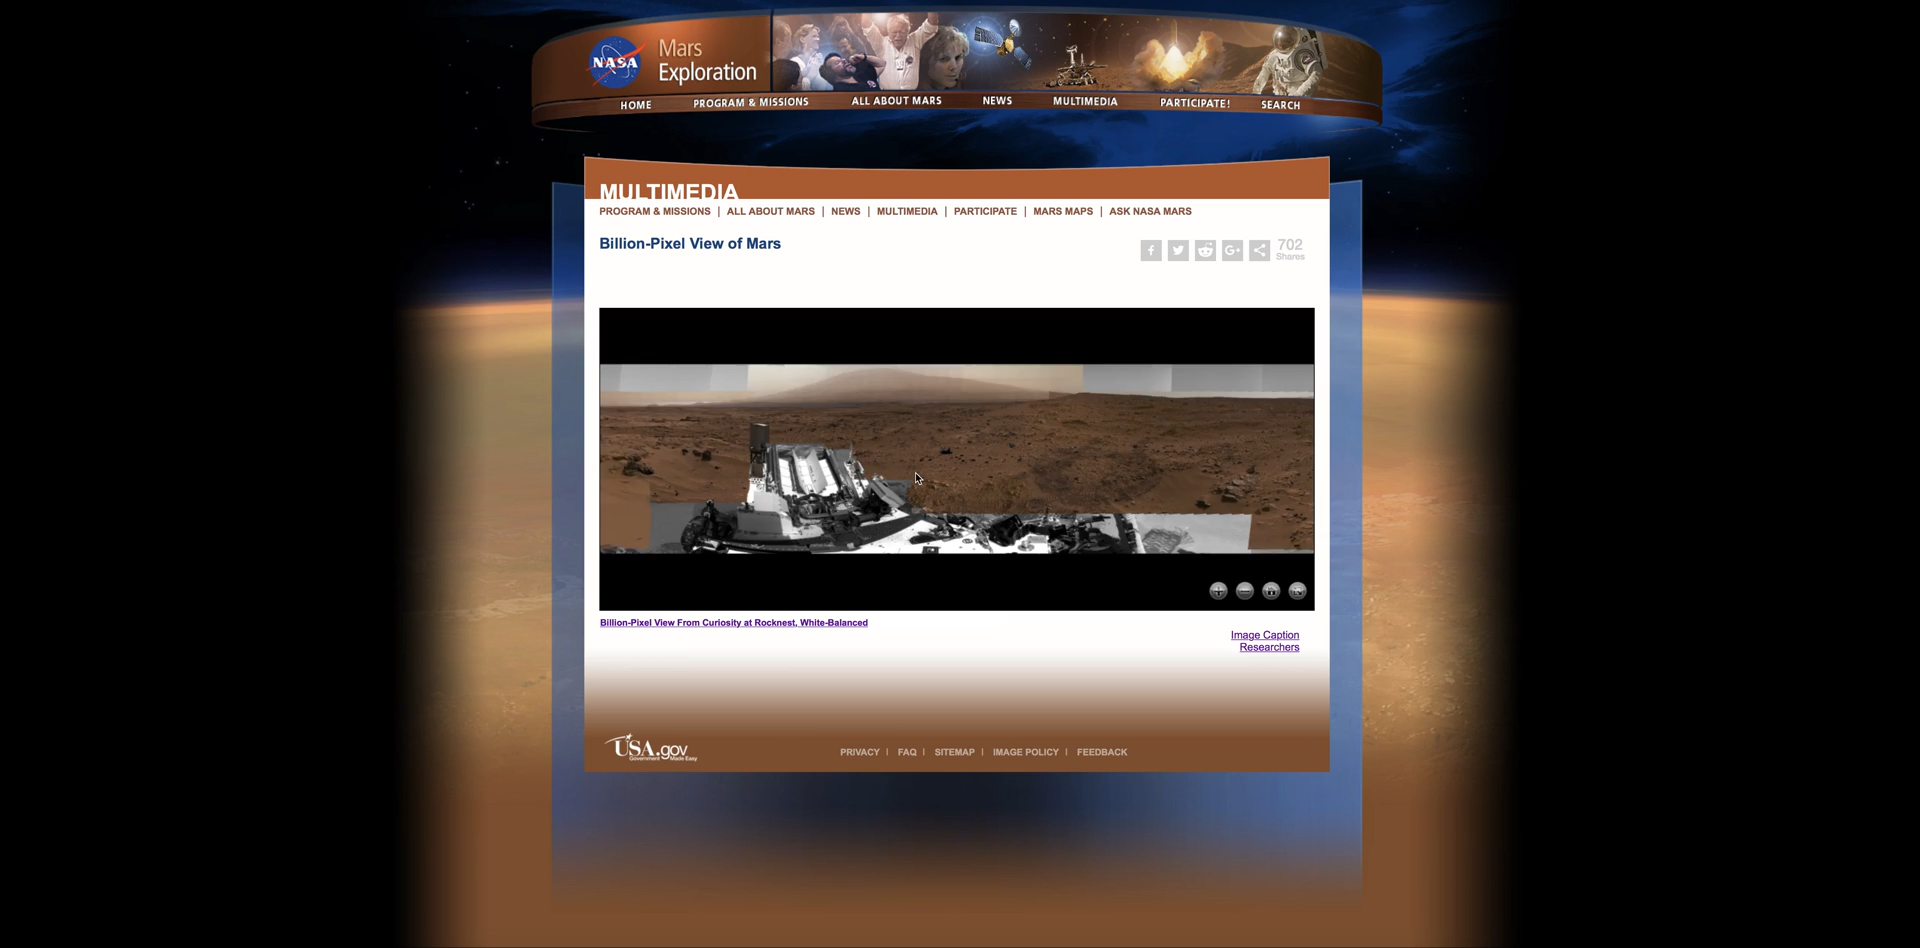 NASA
Mars
Exploration
HOME PROGRAM & MISSIONS ALL ABOUT MARS NEWS MULTIMEDIA PARTICIPATE! SEARCH
MULTIMEDIA
PROGRAM & MISSIONS | ALL ABOUT MARS | NEWS | MULTIMEDIA | PARTICIPATE | MARS MAPS | ASK NASA MARS
Billion-Pixel View of Mars
702
Shares
Billion-Pixel View From Curiosity at Rocknest, White-Balanced
Image Caption
Researchers
USA.gov
Government Made Easy
PRIVACY | FAQ | SITEMAP | IMAGE POLICY | FEEDBACK